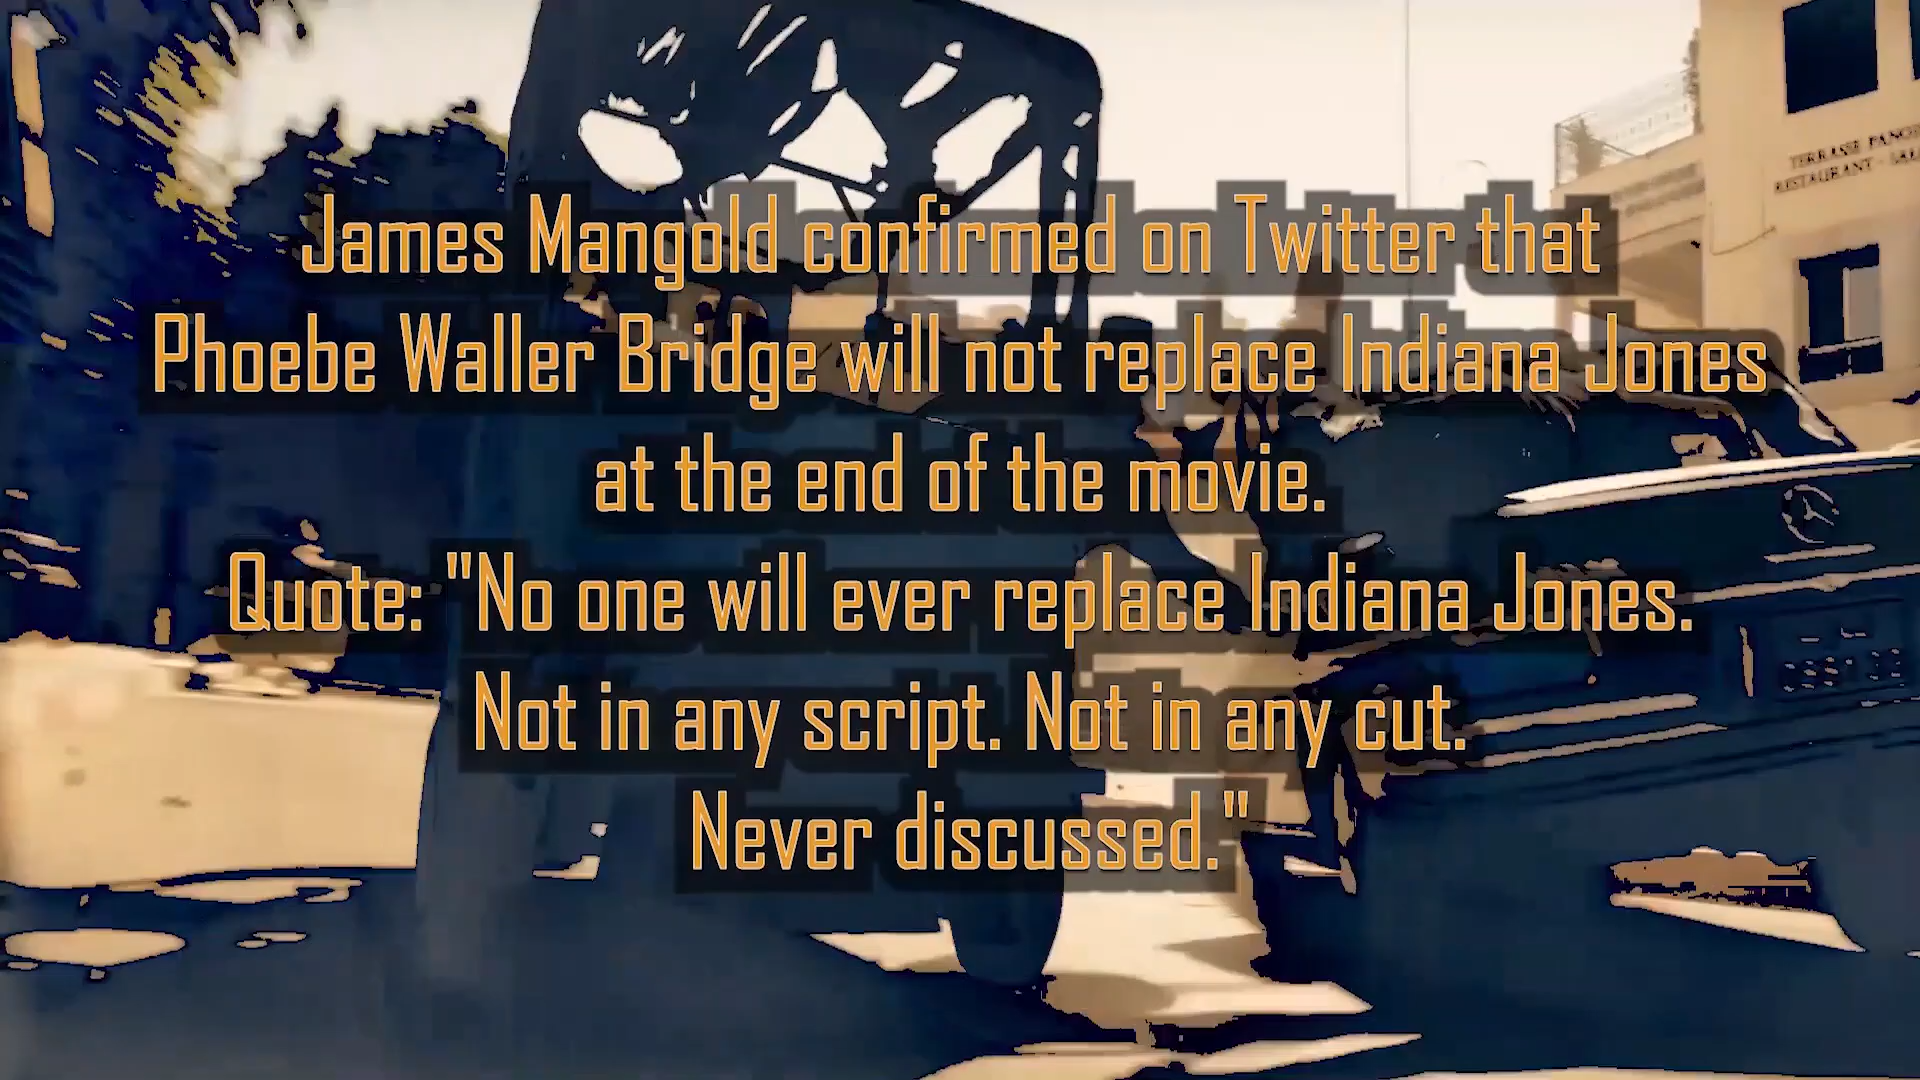 TERRASSE
RESTAURANT -
James Mangold confirmed on Twitter that
Phoebe Waller Bridge will not replace Indiana Jones
at the end of the movie.
Quote: "No one will ever replace Indiana Jones.
Not in any script. Not in any cut.
Never discussed."